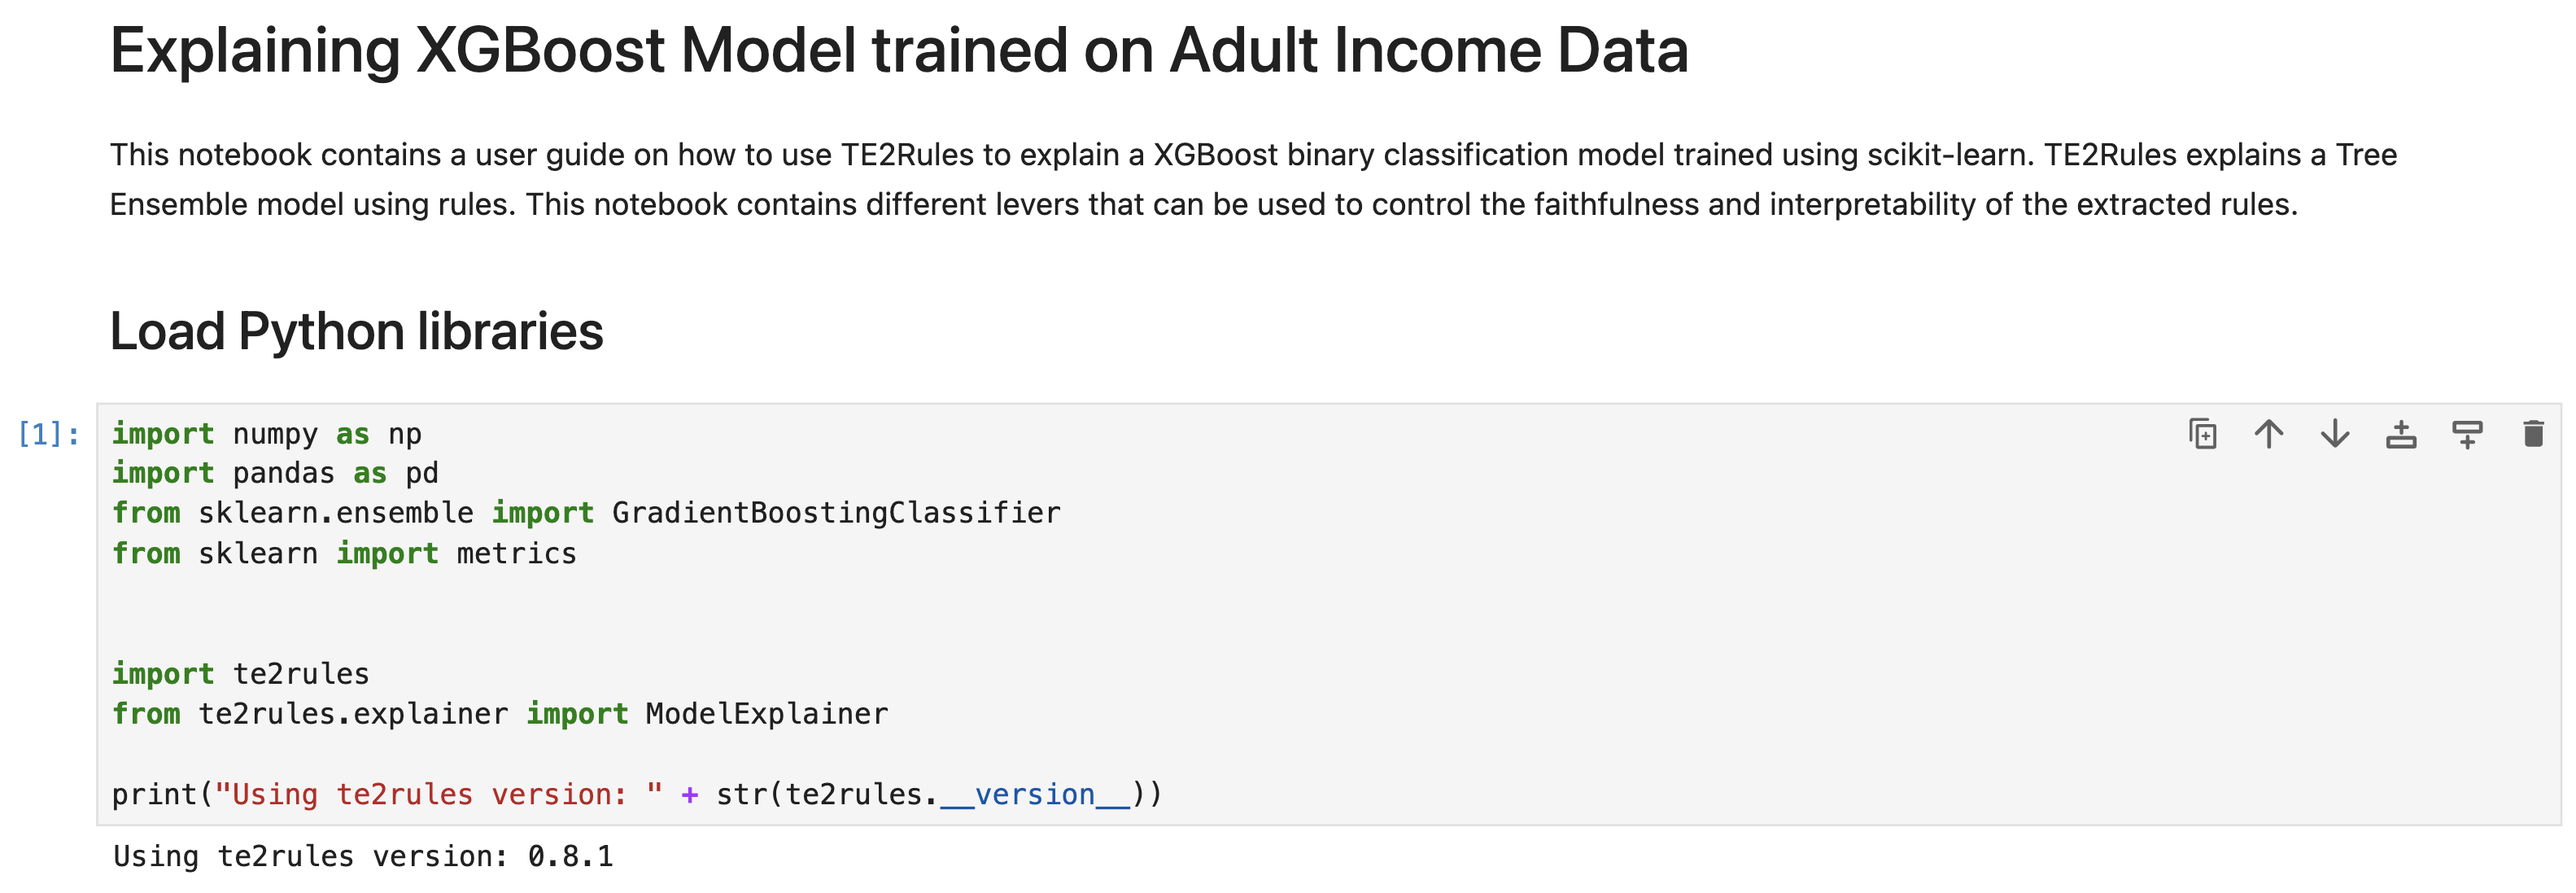 Explaining XGBoost Model trained on Adult Income Data
This notebook contains a user guide on how to use TE2Rules to explain a XGBoost binary classification model trained using scikit-learn. TE2Rules explains a Tree
Ensemble model using rules. This notebook contains different levers that can be used to control the faithfulness and interpretability of the extracted rules.
Load Python libraries
[1]:
import numpy as np
import pandas as pd
from sklearn.ensemble import GradientBoostingClassifier
from sklearn import metrics
import te2rules
from te2rules.explainer import ModelExplainer
print("Using te2rules version: " + str(te2rules.__version__))
Using te2rules version: 0.8.1